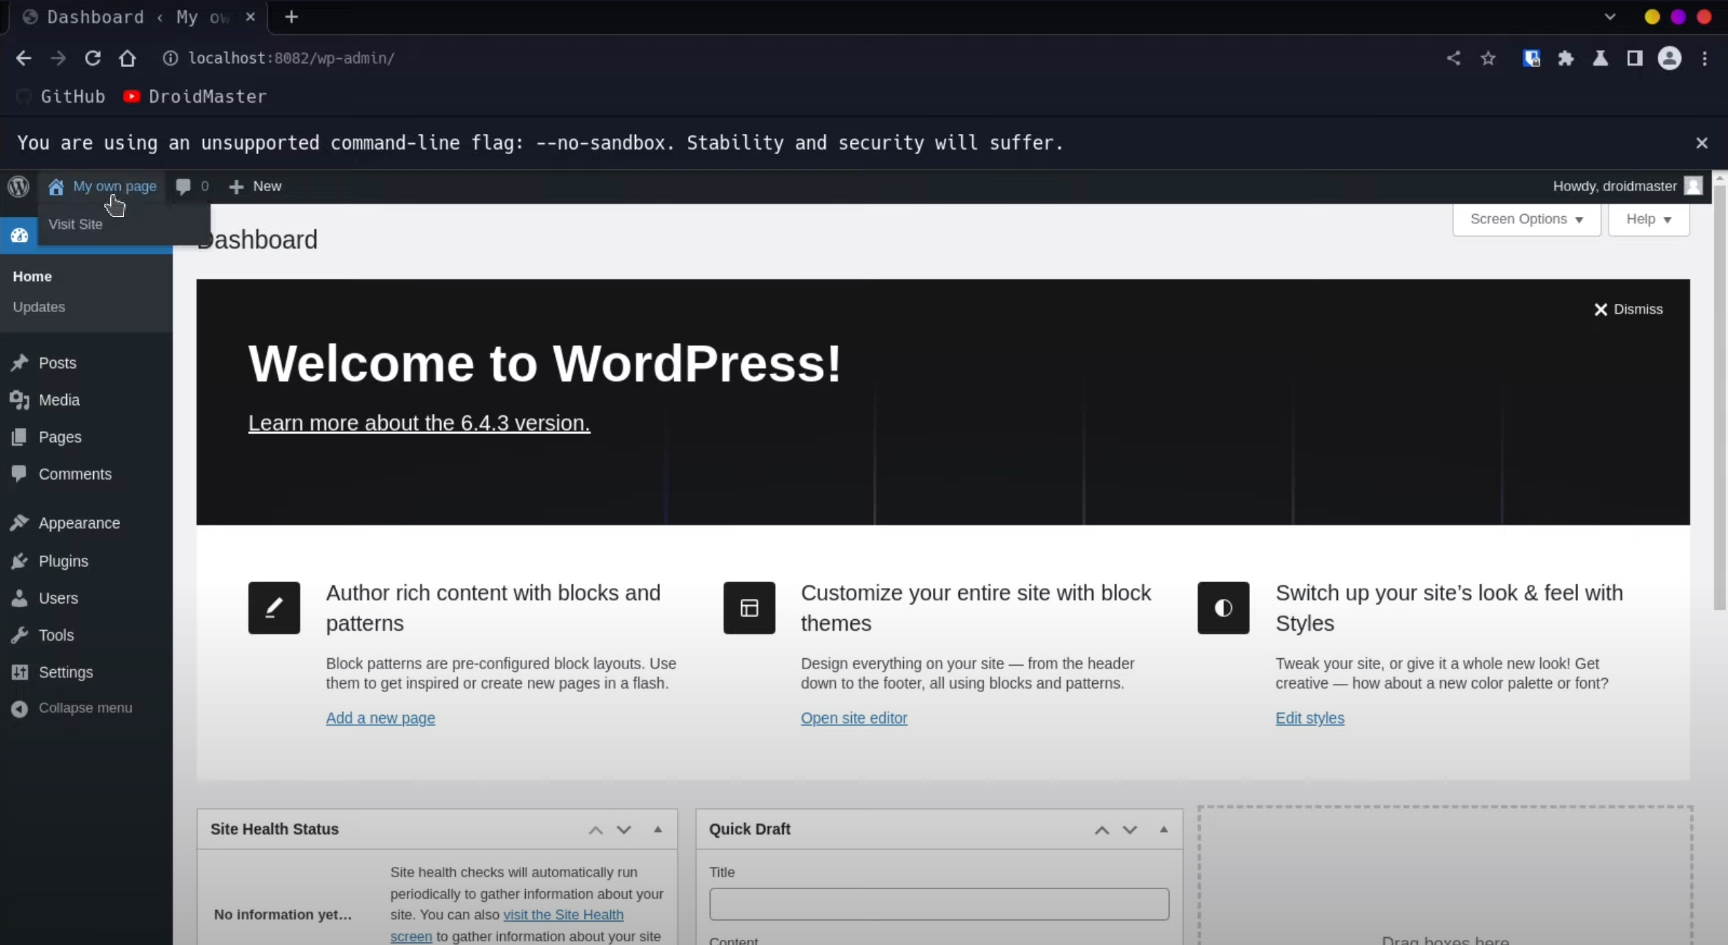 Dashboard ‹ My ow
localhost:8082/wp-admin/
GitHub DroidMaster
You are using an unsupported command-line flag: --no-sandbox. Stability and security will suffer.
My own page 0 New Howdy, droidmaster
Visit Site
Screen Options Help
Dashboard
Home
Updates
Posts
Media
Pages
Comments
Appearance
Plugins
Users
Tools
Settings
Collapse menu
Dismiss
Welcome to WordPress!
Learn more about the 6.4.3 version.
Author rich content with blocks and
patterns
Block patterns are pre-configured block layouts. Use
them to get inspired or create new pages in a flash.
Add a new page
Customize your entire site with block
themes
Design everything on your site — from the header
down to the footer, all using blocks and patterns.
Open site editor
Switch up your site’s look & feel with
Styles
Tweak your site, or give it a whole new look! Get
creative — how about a new color palette or font?
Edit styles
Site Health Status
No information yet...
Site health checks will automatically run
periodically to gather information about your
site. You can also visit the Site Health
screen to gather information about your site
Quick Draft
Title
Content
Drag boxes here